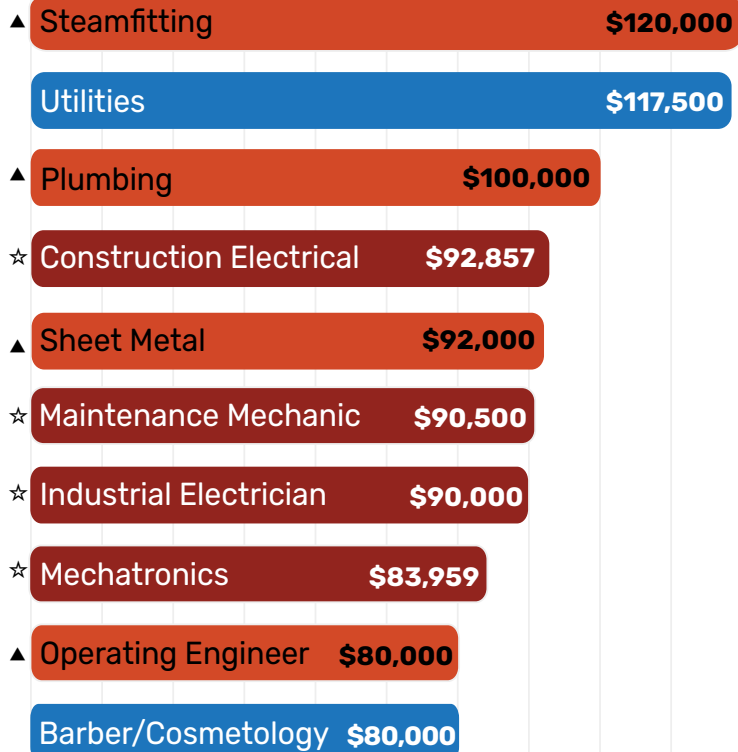 ▲ Steamfitting $120,000
Utilities $117,500
▲ Plumbing $100,000
☆ Construction Electrical $92,857
▲ Sheet Metal $92,000
☆ Maintenance Mechanic $90,500
☆ Industrial Electrician $90,000
☆ Mechatronics $83,959
▲ Operating Engineer $80,000
Barber/Cosmetology $80,000